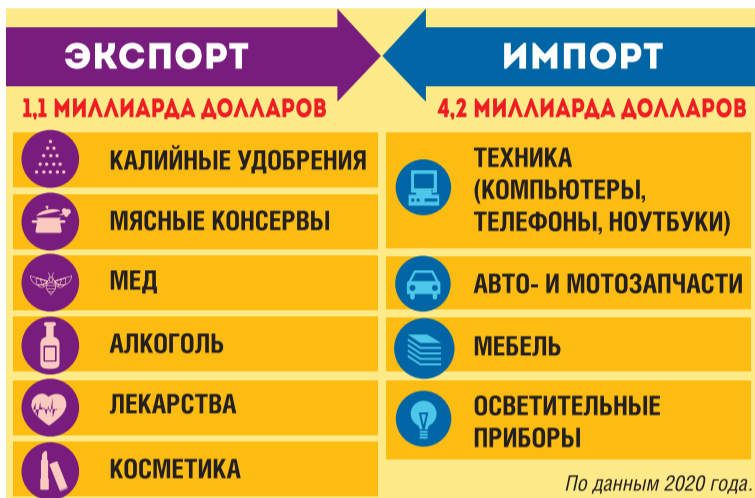 ЭКСПОРТ
1,1 МИЛЛИАРДА ДОЛЛАРОВ
КАЛИЙНЫЕ УДОБРЕНИЯ
МЯСНЫЕ КОНСЕРВЫ
МЕД
АЛКОГОЛЬ
ЛЕКАРСТВА
КОСМЕТИКА
ИМПОРТ
4,2 МИЛЛИАРДА ДОЛЛАРОВ
ТЕХНИКА
(КОМПЬЮТЕРЫ,
ТЕЛЕФОНЫ, НОУТБУКИ)
АВТО- И МОТОЗАПЧАСТИ
МЕБЕЛЬ
ОСВЕТИТЕЛЬНЫЕ
ПРИБОРЫ
По данным 2020 года.